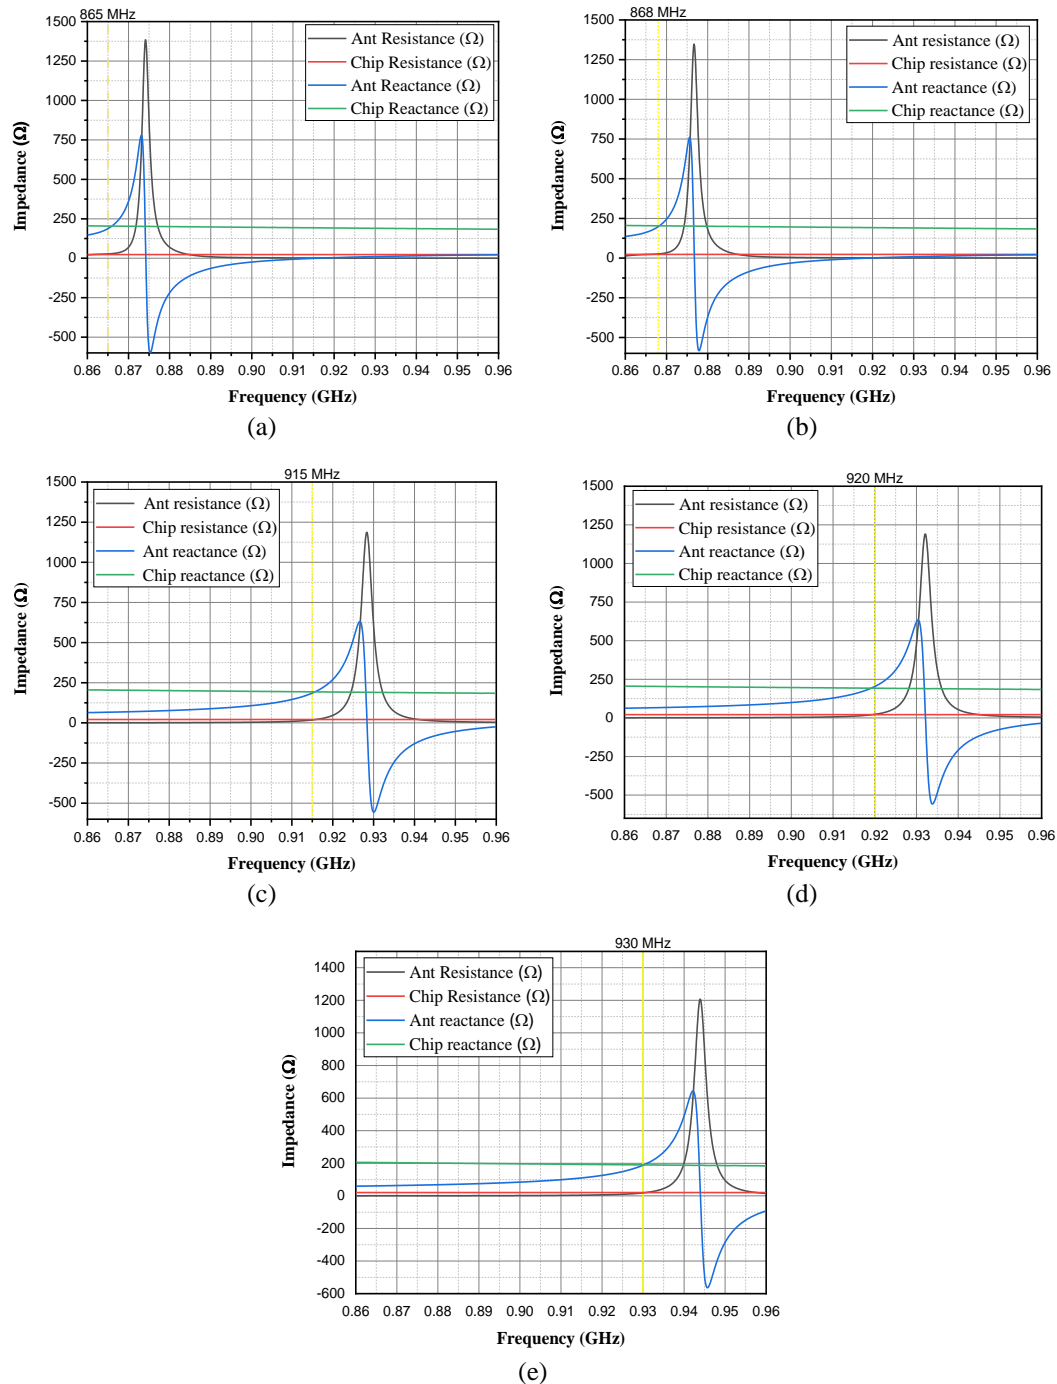 865 MHz
1500
1250
1000
750
500
250
0
-250
-500
Impedance (Ω)
Ant Resistance (Ω)
Chip Resistance (Ω)
Ant Reactance (Ω)
Chip Reactance (Ω)
0.86 0.87 0.88 0.89 0.90 0.91 0.92 0.93 0.94 0.95 0.96
Frequency (GHz)
(a)
868 MHz
1500
1250
1000
750
500
250
0
-250
-500
Impedance (Ω)
Ant resistance (Ω)
Chip resistance (Ω)
Ant reactance (Ω)
Chip reactance (Ω)
0.86 0.87 0.88 0.89 0.90 0.91 0.92 0.93 0.94 0.95 0.96
Frequency (GHz)
(b)
915 MHz
1500
1250
1000
750
500
250
0
-250
-500
Impedance (Ω)
Ant resistance (Ω)
Chip resistance (Ω)
Ant reactance (Ω)
Chip reactance (Ω)
0.86 0.87 0.88 0.89 0.90 0.91 0.92 0.93 0.94 0.95 0.96
Frequency (GHz)
(c)
920 MHz
1500
1250
1000
750
500
250
0
-250
-500
Impedance (Ω)
Ant resistance (Ω)
Chip resistance (Ω)
Ant reactance (Ω)
Chip reactance (Ω)
0.86 0.87 0.88 0.89 0.90 0.91 0.92 0.93 0.94 0.95 0.96
Frequency (GHz)
(d)
930 MHz
1400
1200
1000
800
600
400
200
0
-200
-400
-600
Impedance (Ω)
Ant Resistance (Ω)
Chip Resistance (Ω)
Ant reactance (Ω)
Chip reactance (Ω)
0.86 0.87 0.88 0.89 0.90 0.91 0.92 0.93 0.94 0.95 0.96
Frequency (GHz)
(e)